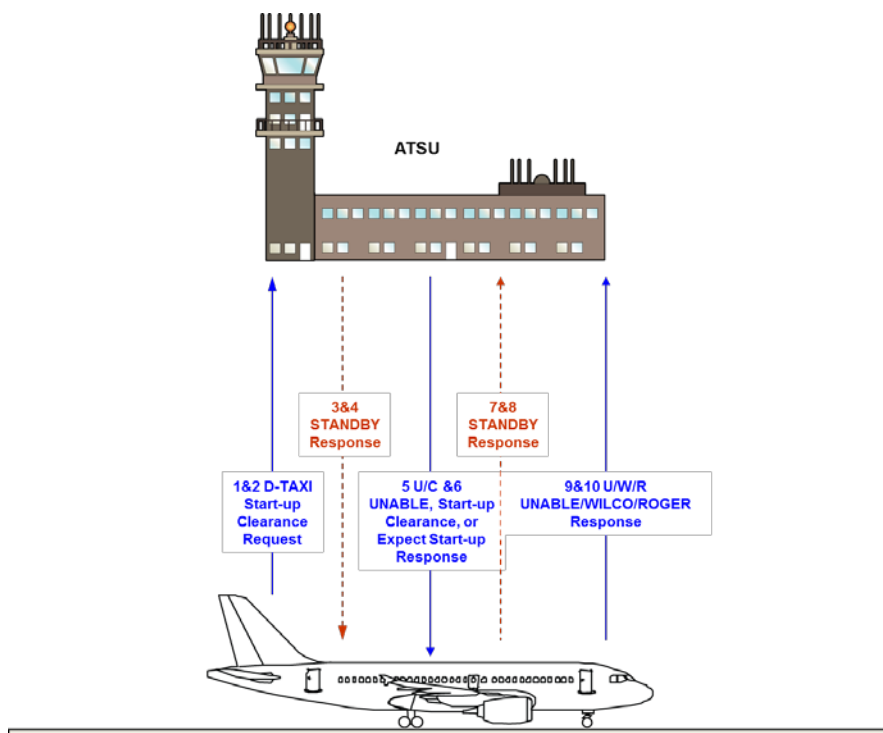 ATSU
3&4
STANDBY
Response
7&8
STANDBY
Response
1&2 D-TAXI
Start-up
Clearance
Request
5 U/C &6
UNABLE, Start-up
Clearance, or
Expect Start-up
Response
9&10 U/W/R
UNABLE/WILCO/ROGER
Response